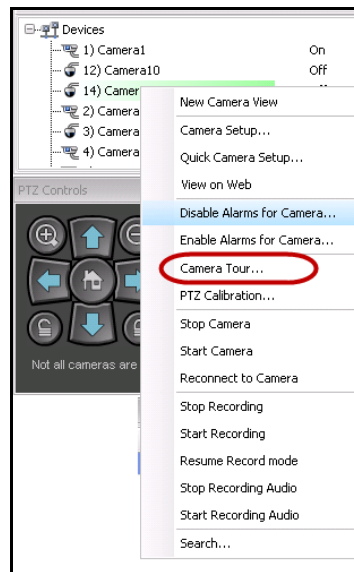 Devices
1) Camera1 On
12) Camera10 Off
14) Camer
2) Camera
3) Camera
4) Camera
PTZ Controls
Not all cameras are
New Camera View
Camera Setup...
Quick Camera Setup...
View on Web
Disable Alarms for Camera...
Enable Alarms for Camera...
Camera Tour...
PTZ Calibration...
Stop Camera
Start Camera
Reconnect to Camera
Stop Recording
Start Recording
Resume Record mode
Stop Recording Audio
Start Recording Audio
Search...